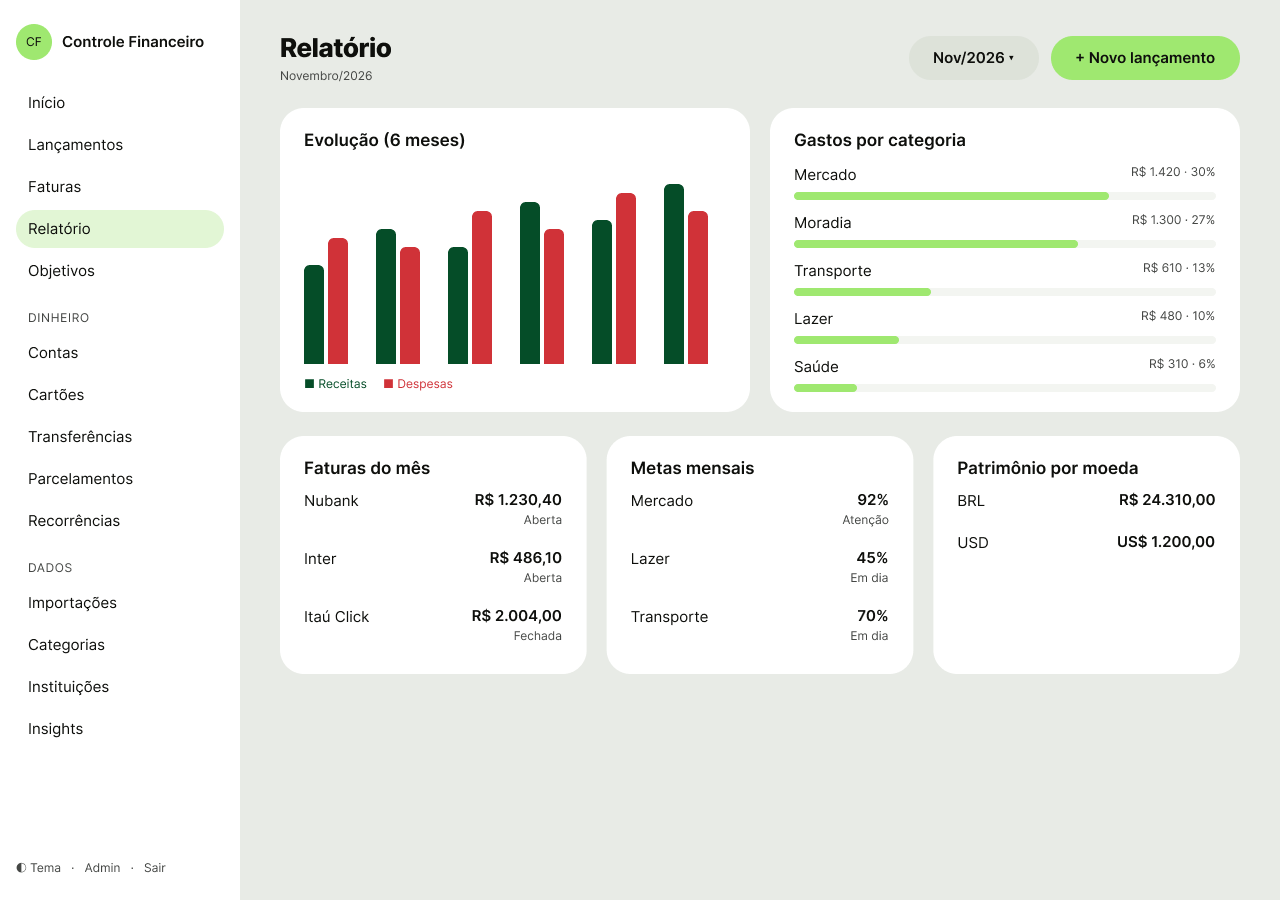 CF Controle Financeiro
Início
Lançamentos
Faturas
Relatório
Objetivos
DINHEIRO
Contas
Cartões
Transferências
Parcelamentos
Recorrências
DADOS
Importações
Categorias
Instituições
Insights
◐ Tema · Admin · Sair
Relatório
Novembro/2026
Nov/2026 ▾
+ Novo lançamento
Evolução (6 meses)
■ Receitas ■ Despesas
Gastos por categoria
Mercado R$ 1.420 · 30%
Moradia R$ 1.300 · 27%
Transporte R$ 610 · 13%
Lazer R$ 480 · 10%
Saúde R$ 310 · 6%
Faturas do mês
Nubank R$ 1.230,40
Aberta
Inter R$ 486,10
Aberta
Itaú Click R$ 2.004,00
Fechada
Metas mensais
Mercado 92%
Atenção
Lazer 45%
Em dia
Transporte 70%
Em dia
Patrimônio por moeda
BRL R$ 24.310,00
USD US$ 1.200,00